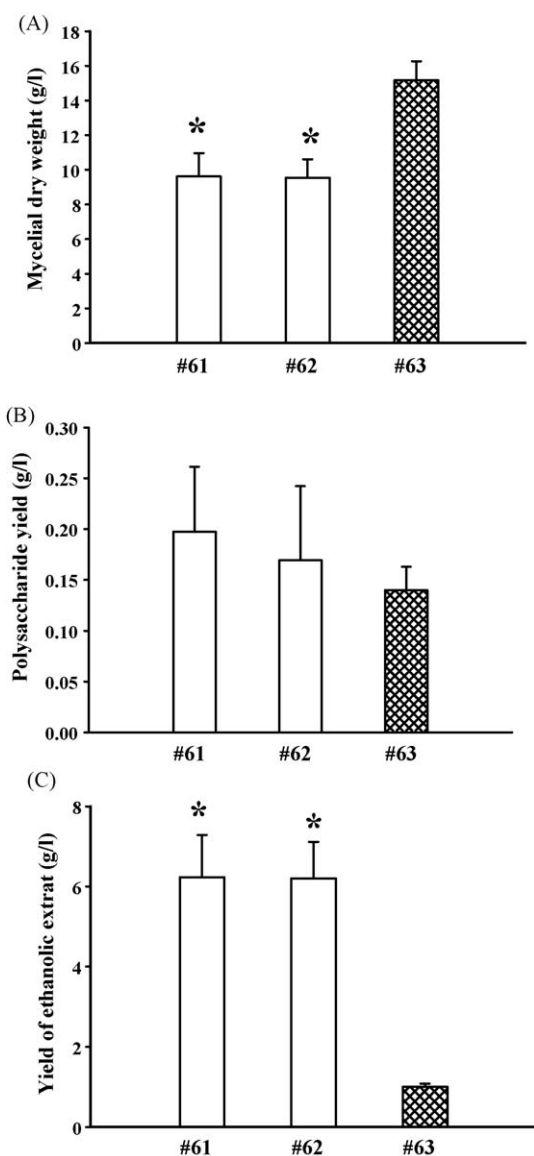 (A)
Mycelial dry weight (g/l)
18
16
14
12
10
8
6
4
2
0
*
*
#61 #62 #63
(B)
Polysaccharide yield (g/l)
0.30
0.25
0.20
0.15
0.10
0.05
0.00
#61 #62 #63
(C)
Yield of ethanolic extrat (g/l)
8
6
4
2
0
*
*
#61 #62 #63